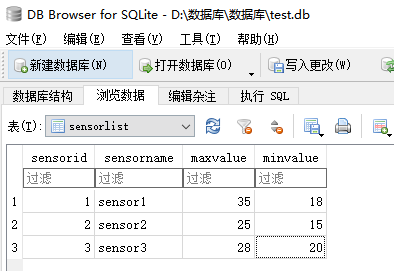 DB Browser for SQLite - D:\数据库\数据库\test.db
文件(F) 编辑(E) 查看(V) 工具(T) 帮助(H)
新建数据库(N) 打开数据库(O) 写入更改(W)
数据库结构 浏览数据 编辑杂注 执行 SQL
表(T): sensorlist
sensorid sensorname maxvalue minvalue
过滤 过滤 过滤 过滤
1 1 sensor1 35 18
2 2 sensor2 25 15
3 3 sensor3 28 20